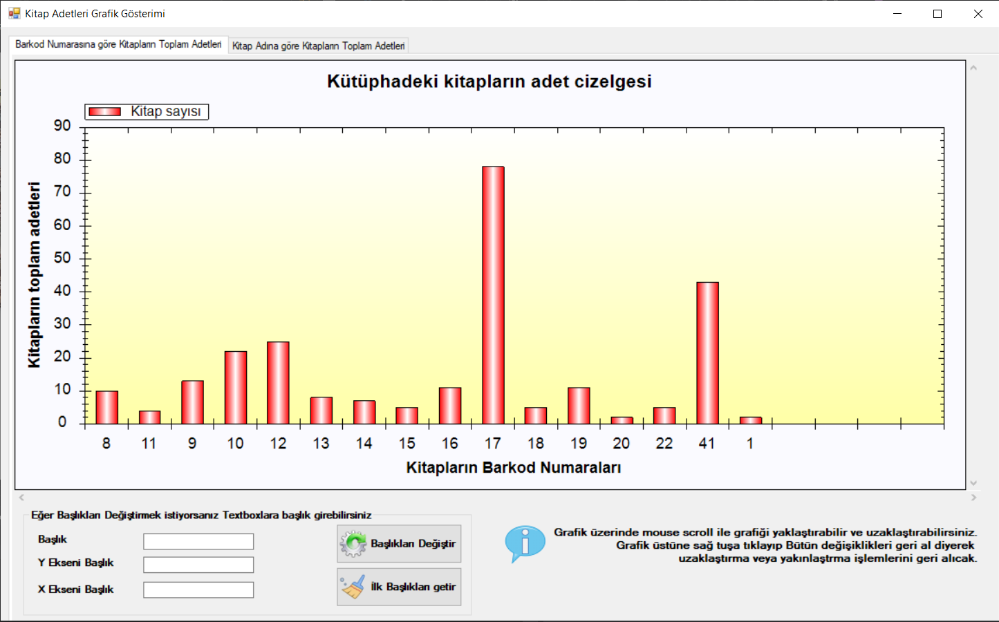 Kitap Adetleri Grafik Gösterimi
Barkod Numarasına göre Kitapların Toplam Adetleri
Kitap Adına göre Kitapların Toplam Adetleri
Kütüphadeki kitapların adet cizelgesi
Kitap sayısı
90
80
70
60
50
40
30
20
10
0
Kitapların toplam adetleri
8 11 9 10 12 13 14 15 16 17 18 19 20 22 41 1
Kitapların Barkod Numaraları
Eğer Başlıkları Değiştirmek istiyorsanız Textboxlara başlık girebilirsiniz
Başlık
Y Ekseni Başlık
X Ekseni Başlık
Başlıkları Değiştir
İlk Başlıkları getir
Grafik üzerinde mouse scroll ile grafiği yaklaştırabilir ve uzaklaştırabilirsiniz.
Grafik üstüne sağ tuşa tıklayıp Bütün değişiklikleri geri al diyerek
uzaklaştırma veya yakınlaştrma işlemlerini geri alıcak.